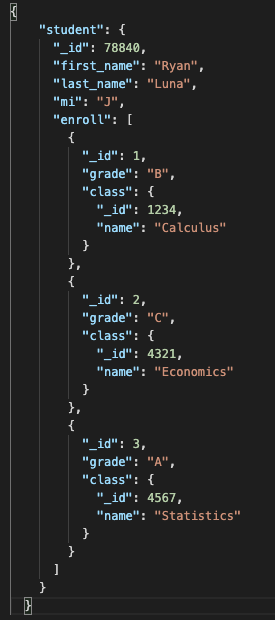 {
"student": {
"_id": 78840,
"first_name": "Ryan",
"last_name": "Luna",
"mi": "J",
"enroll": [
{
"_id": 1,
"grade": "B",
"class": {
"_id": 1234,
"name": "Calculus"
}
},
{
"_id": 2,
"grade": "C",
"class": {
"_id": 4321,
"name": "Economics"
}
},
{
"_id": 3,
"grade": "A",
"class": {
"_id": 4567,
"name": "Statistics"
}
}
]
}
}